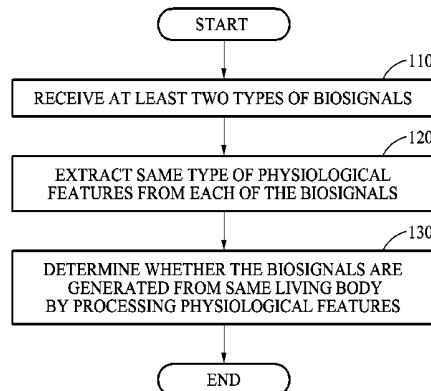 START
110
RECEIVE AT LEAST TWO TYPES OF BIOSIGNALS
120
EXTRACT SAME TYPE OF PHYSIOLOGICAL
FEATURES FROM EACH OF THE BIOSIGNALS
130
DETERMINE WHETHER THE BIOSIGNALS ARE
GENERATED FROM SAME LIVING BODY
BY PROCESSING PHYSIOLOGICAL FEATURES
END